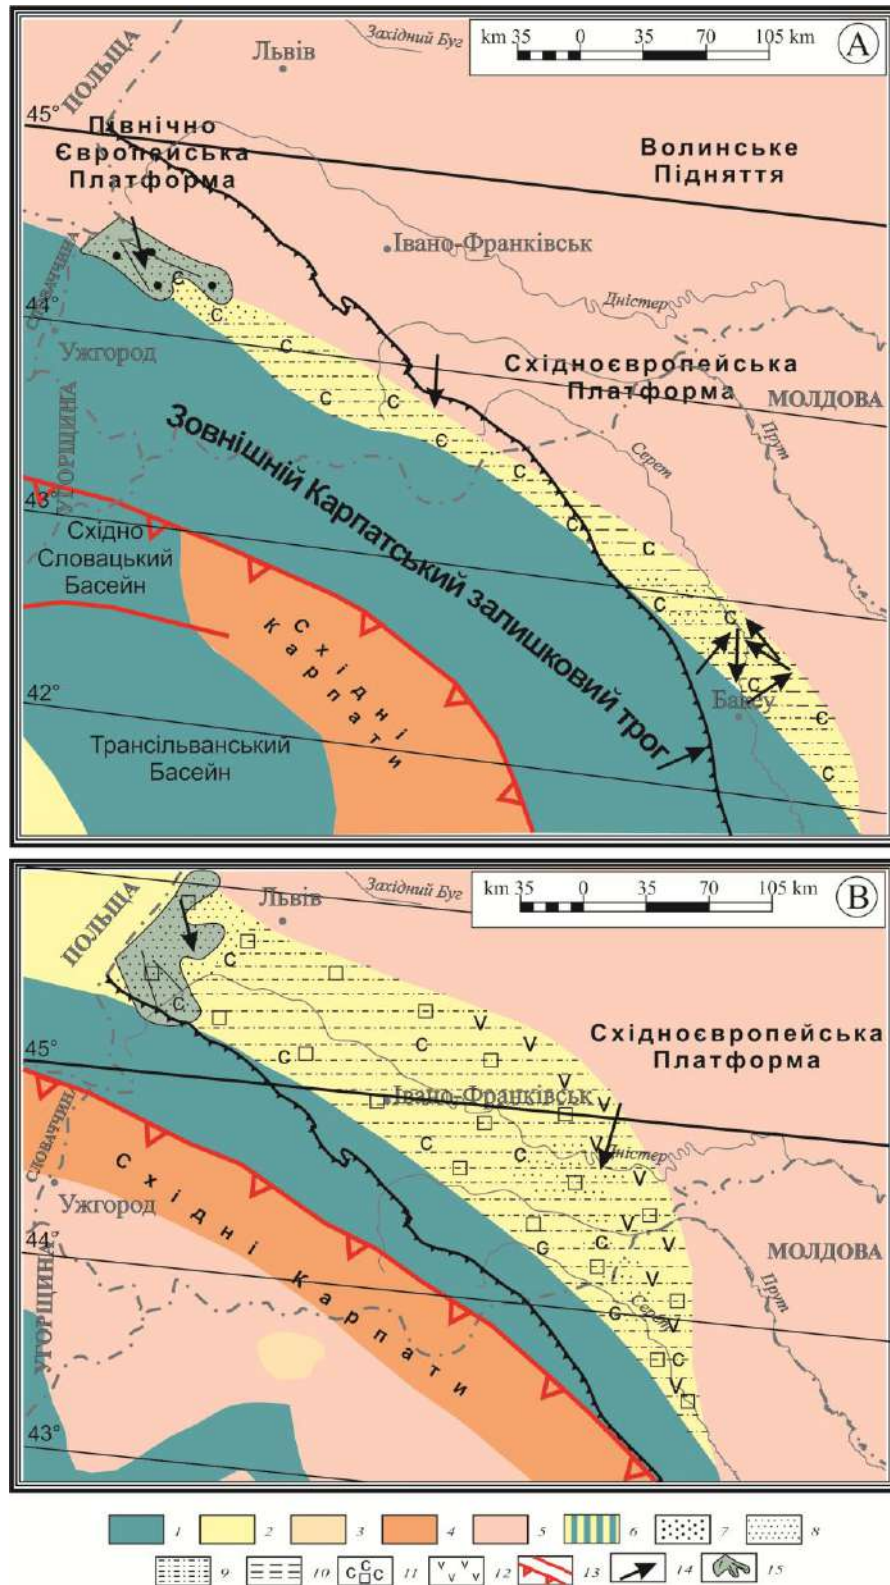 km 35 0 35 70 105 km
A
Західний Буг
Львів
ПОЛЬЩА
45°
Північно
Європейська
Платформа
Волинське
Підняття
Івано-Франківськ
СЛОВАЧЧИНА
Дністер
44°
Ужгород
Східноєвропейська
Платформа
МОЛДОВА
УГОРЩИНА
Зовнішній Карпатський залишковий трог
Серет
Прут
43°
Східно
Словацький
Басейн
Східні
Карпати
42°
Бакеу
Трансільванський
Басейн
C C C C C C C C C C C C C C C
km 35 0 35 70 105 km
B
Західний Буг
Львів
ПОЛЬЩА
Східноєвропейська
Платформа
45°
Івано-Франківськ
СЛОВАЧЧИН
Дністер
Ужгород
Східні Карпати
44°
МОЛДОВА
УГОРЩИНА
Серет
Прут
43°
C C C C C C C C G G
V V V V V V V V V V
1 2 3 4 5 6 7 8
9 10 C C C C 11 V V V V 12 13 14 15